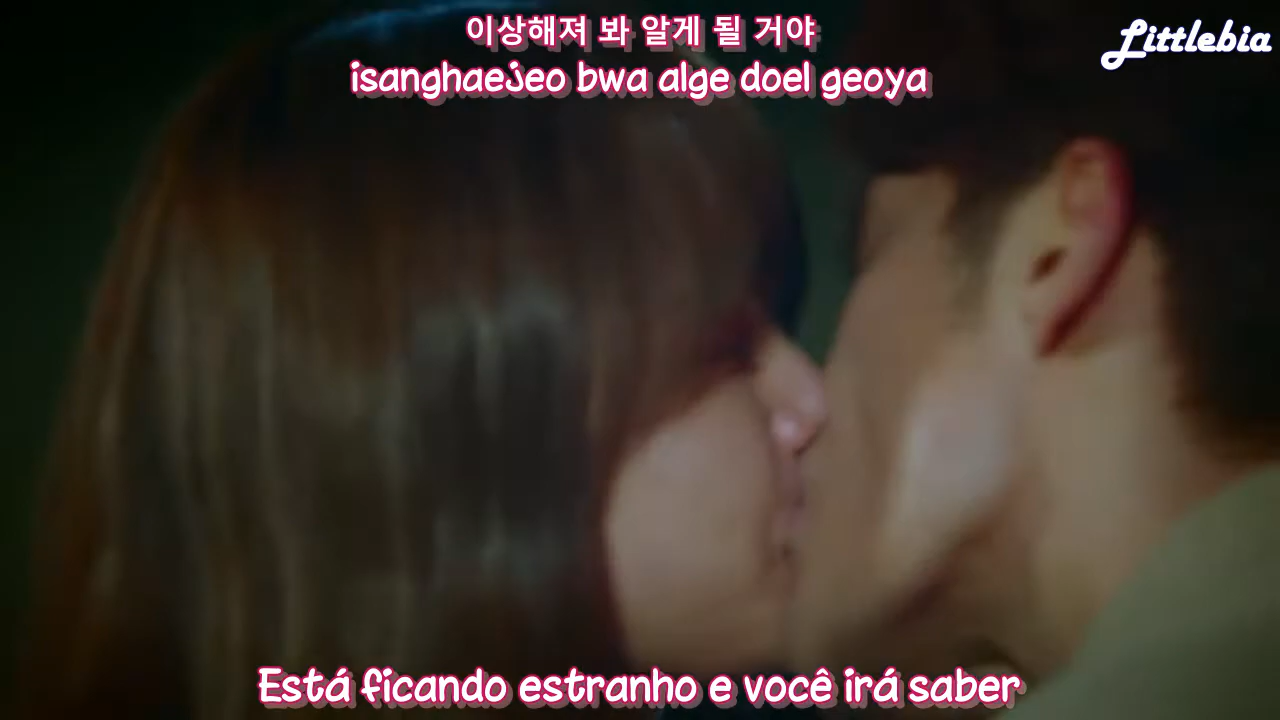 이상해져 봐 알게 될 거야
Littlebia
isanghaejeo bwa alge doel geoya
Está ficando estranho e você irá saber